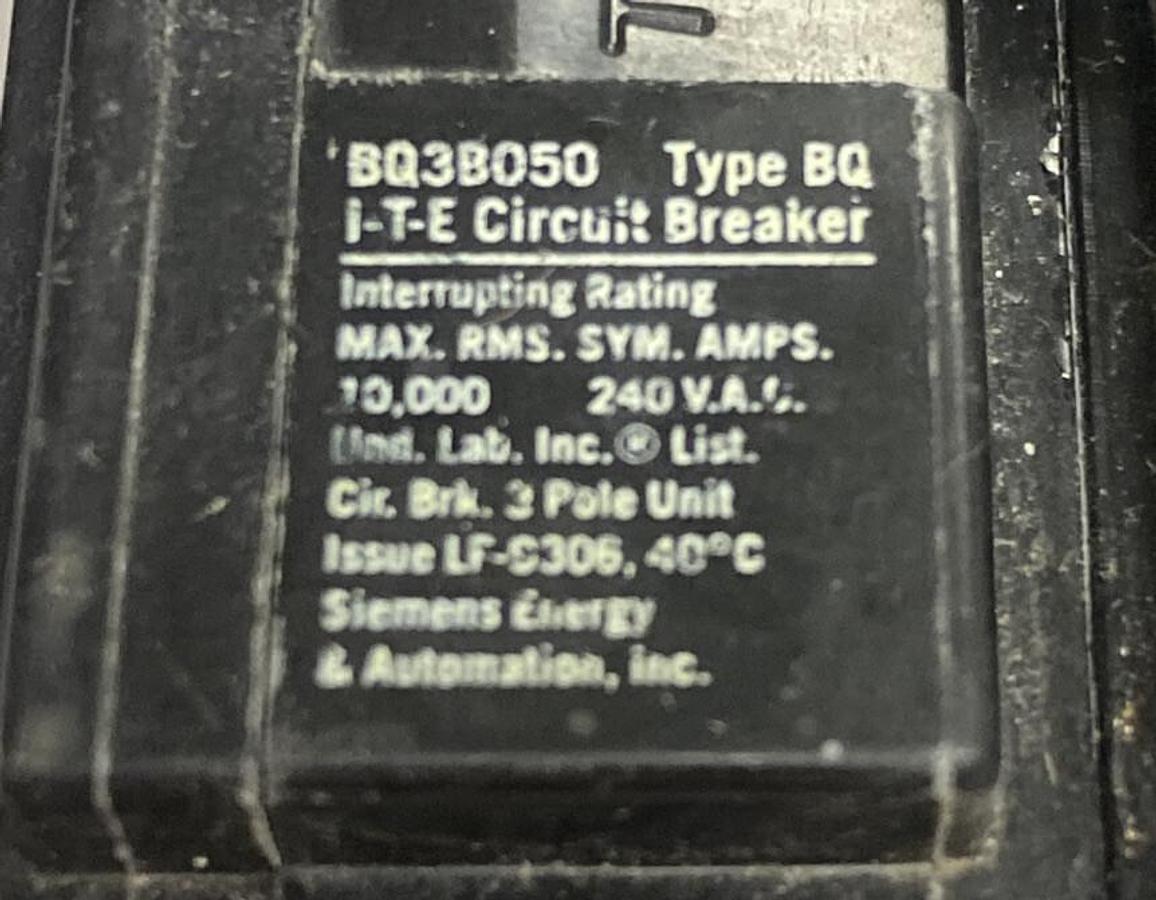 BQ3B050 Type BQ
I-T-E Circuit Breaker
Interrupting Rating
MAX. RMS. SYM. AMPS.
10,000 240 V.A.C.
Und. Lab. Inc.® List.
Cir. Brk. 3 Pole Unit
Issue LF-9306, 40°C
Siemens Energy
& Automation, Inc.